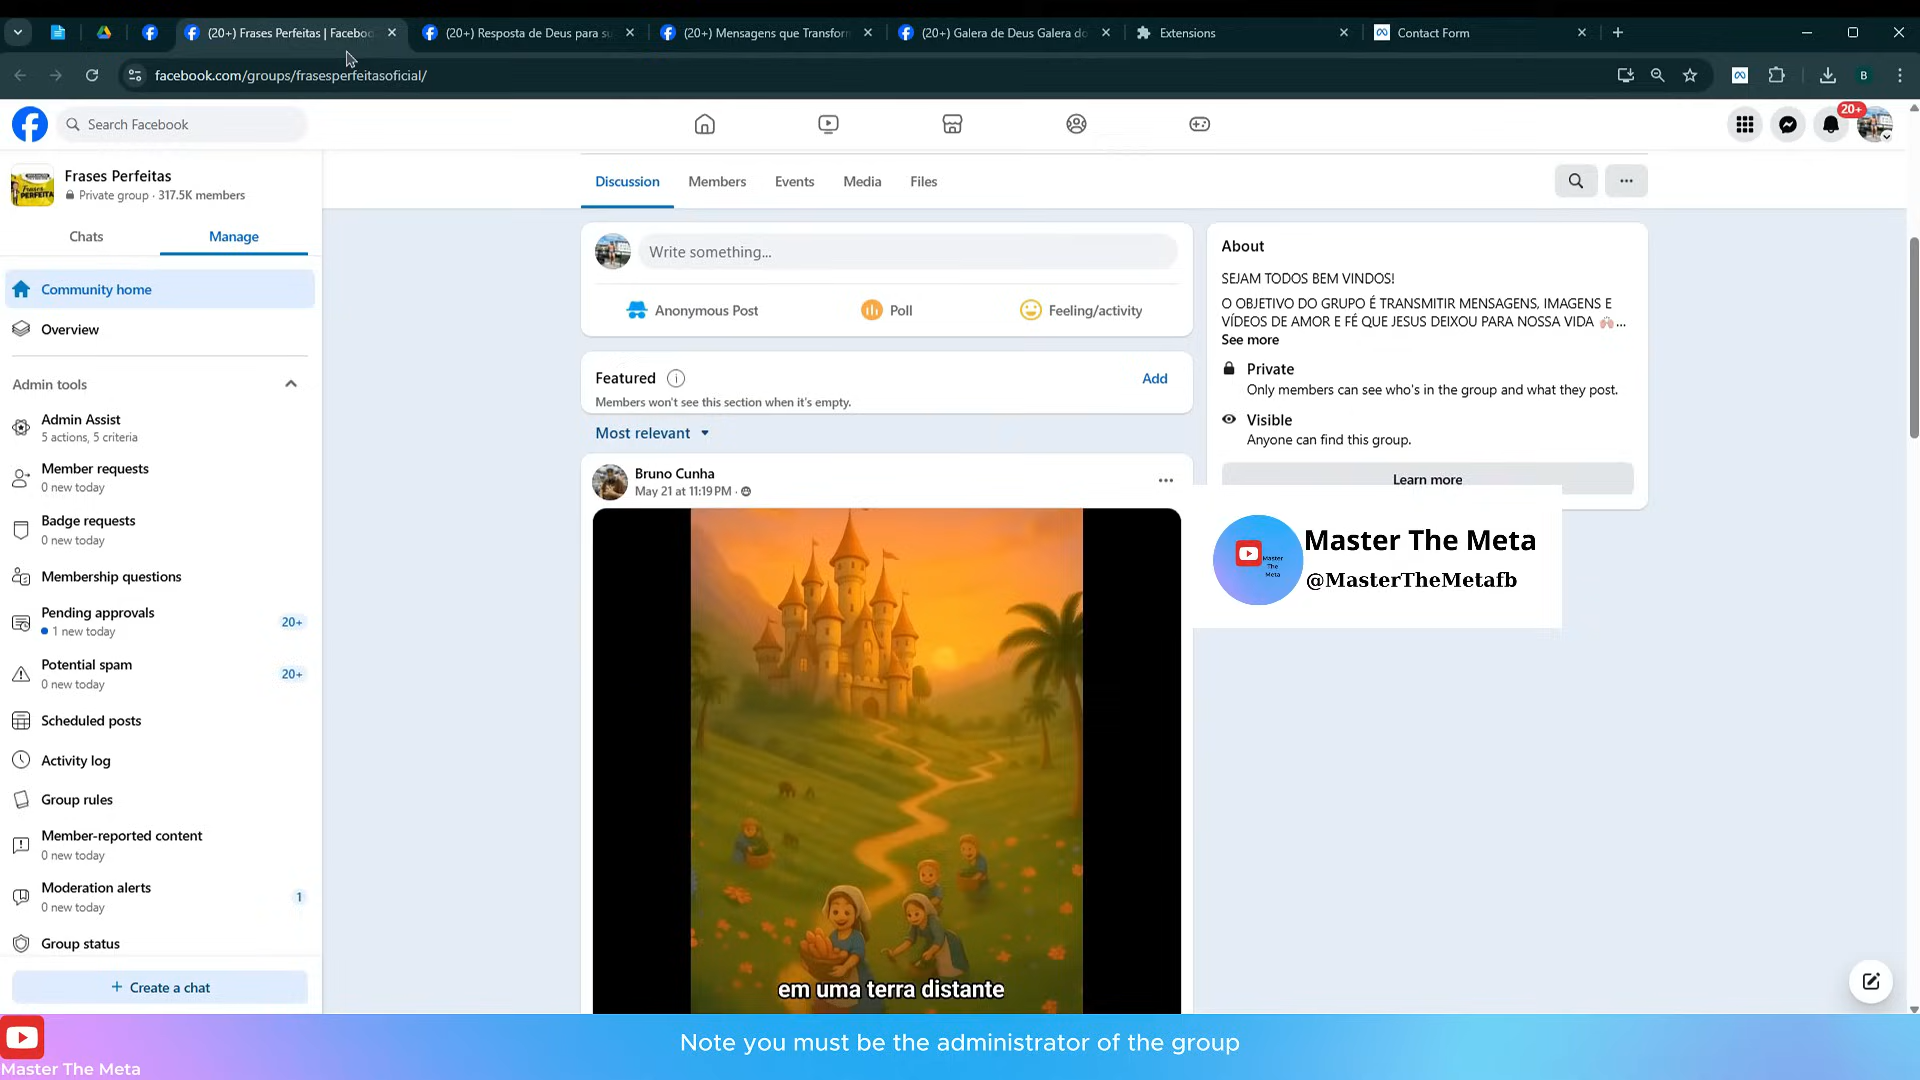 (20+) Frases Perfeitas | Faceboo
(20+) Resposta de Deus para su
(20+) Mensagens que Transform
(20+) Galera de Deus Galera do
Extensions
Contact Form
facebook.com/groups/frasesperfeitasoficial/
B
Search Facebook
20+
Frases Perfeitas
Private group · 317.5K members
Chats
Manage
Community home
Overview
Admin tools
Admin Assist
5 actions, 5 criteria
Member requests
0 new today
Badge requests
0 new today
Membership questions
Pending approvals
1 new today
20+
Potential spam
0 new today
20+
Scheduled posts
Activity log
Group rules
Member-reported content
0 new today
Moderation alerts
0 new today
1
Group status
+ Create a chat
Discussion
Members
Events
Media
Files
Write something...
Anonymous Post
Poll
Feeling/activity
Featured
Add
Members won't see this section when it's empty.
Most relevant
Bruno Cunha
May 21 at 11:19 PM ·
em uma terra distante
About
SEJAM TODOS BEM VINDOS!
O OBJETIVO DO GRUPO É TRANSMITIR MENSAGENS, IMAGENS E
VÍDEOS DE AMOR E FÉ QUE JESUS DEIXOU PARA NOSSA VIDA 🙌🏻...
See more
Private
Only members can see who's in the group and what they post.
Visible
Anyone can find this group.
Learn more
Master
The
Meta
Master The Meta
@MasterTheMetafb
Note you must be the administrator of the group
Master The Meta